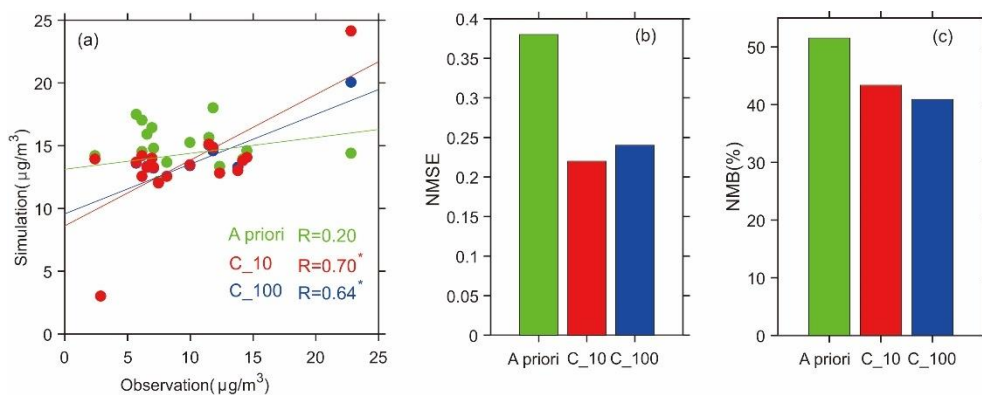 (a)
Simulation( µg/m³)
25
20
15
10
5
0
A priori R=0.20
C_10 R=0.70*
C_100 R=0.64*
0 5 10 15 20 25
Observation( µg/m³)
(b)
NMSE
0.4
0.35
0.3
0.25
0.2
0.15
0.1
0.05
0
A priori C_10 C_100
(c)
NMB(%)
50
40
30
20
10
0
A priori C_10 C_100